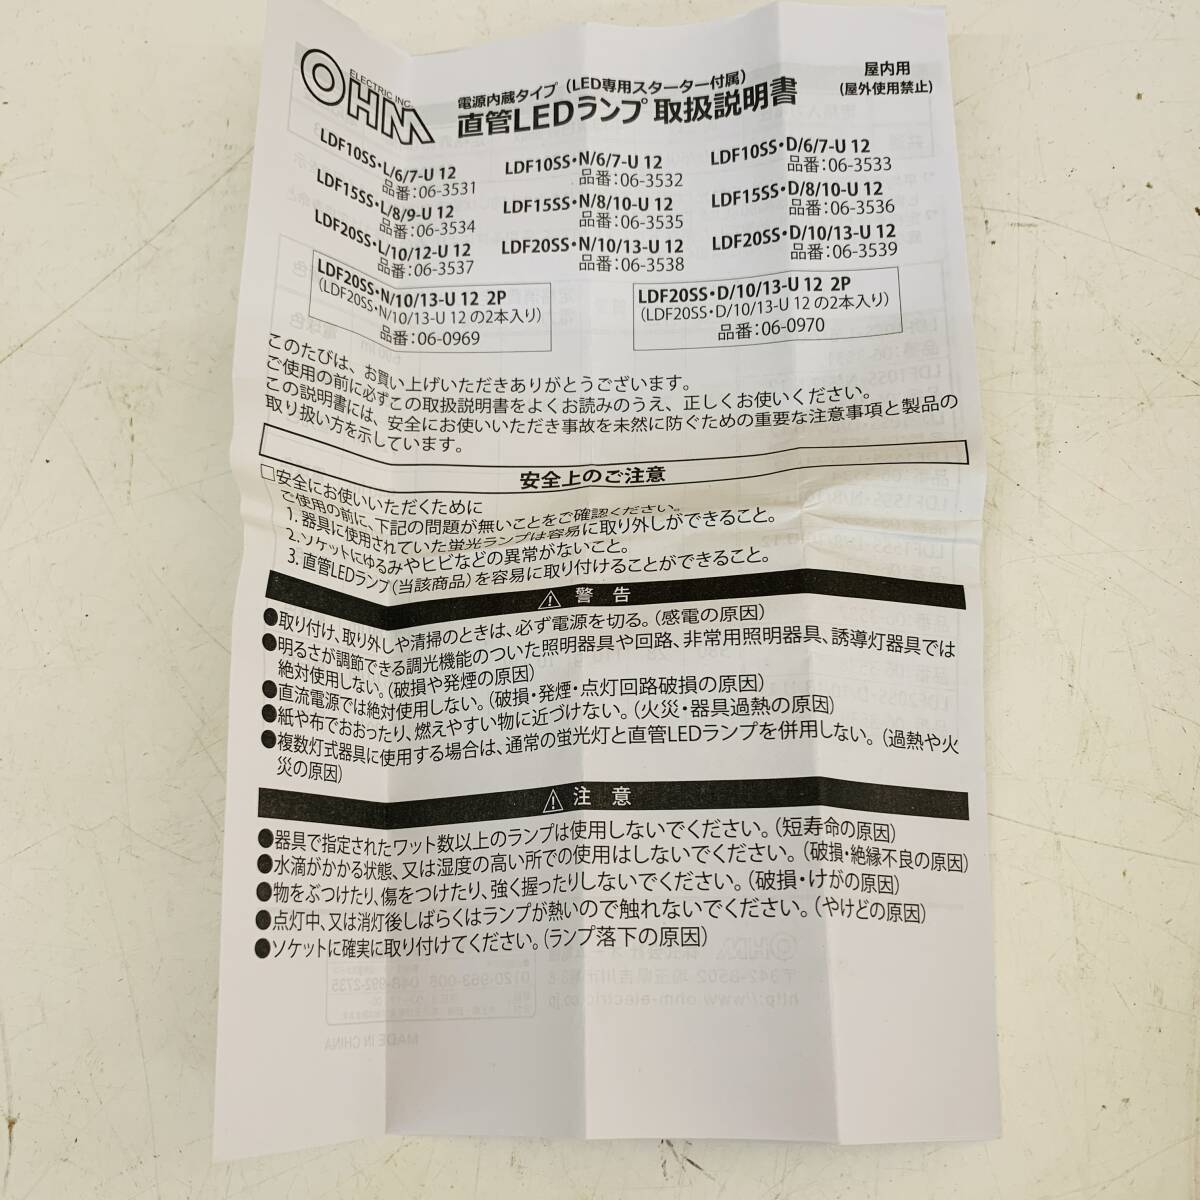 OHM
ELECTRIC INC.
電源内蔵タイプ(LED専用スターター付属)
直管LEDランプ 取扱説明書
屋内用
(屋外使用禁止)
LDF10SS・L/6/7-U 12
品番:06-3531
LDF10SS・N/6/7-U 12
品番:06-3532
LDF10SS・D/6/7-U 12
品番:06-3533
LDF15SS・L/8/9-U 12
品番:06-3534
LDF15SS・N/8/10-U 12
品番:06-3535
LDF15SS・D/8/10-U 12
品番:06-3536
LDF20SS・L/10/12-U 12
品番:06-3537
LDF20SS・N/10/13-U 12
品番:06-3538
LDF20SS・D/10/13-U 12
品番:06-3539
LDF20SS・N/10/13-U 12 2P
(LDF20SS・N/10/13-U 12 の2本入り)
品番:06-0969
LDF20SS・D/10/13-U 12 2P
(LDF20SS・D/10/13-U 12 の2本入り)
品番:06-0970
このたびは、お買い上げいただきありがとうございます。
ご使用の前に必ずこの取扱説明書をよくお読みのうえ、正しくお使いください。
この説明書には、安全にお使いいただき事故を未然に防ぐための重要な注意事項と製品の
取り扱い方を示しています。
安全上のご注意
□安全にお使いいただくために
ご使用の前に、下記の問題が無いことをご確認ください。
1. 器具に使用されていた蛍光ランプは容易に取り外しができること。
2. ソケットにゆるみやヒビなどの異常がないこと。
3. 直管LEDランプ(当該商品)を容易に取り付けることができること。
⚠ 警告
●取り付け、取り外しや清掃のときは、必ず電源を切る。(感電の原因)
●明るさが調節できる調光機能のついた照明器具や回路、非常用照明器具、誘導灯器具では
絶対使用しない。(破損や発煙の原因)
●直流電源では絶対使用しない。(破損・発煙・点灯回路破損の原因)
●紙や布でおおったり、燃えやすい物に近づけない。(火災・器具過熱の原因)
●複数灯式器具に使用する場合は、通常の蛍光灯と直管LEDランプを併用しない。(過熱や火
災の原因)
⚠ 注意
●器具で指定されたワット数以上のランプは使用しないでください。(短寿命の原因)
●水滴がかかる状態、又は湿度の高い所での使用はしないでください。(破損・絶縁不良の原因)
●物をぶつけたり、傷をつけたり、強く握ったりしないでください。(破損・けがの原因)
●点灯中、又は消灯後しばらくはランプが熱いので触れないでください。(やけどの原因)
●ソケットに確実に取り付けてください。(ランプ落下の原因)